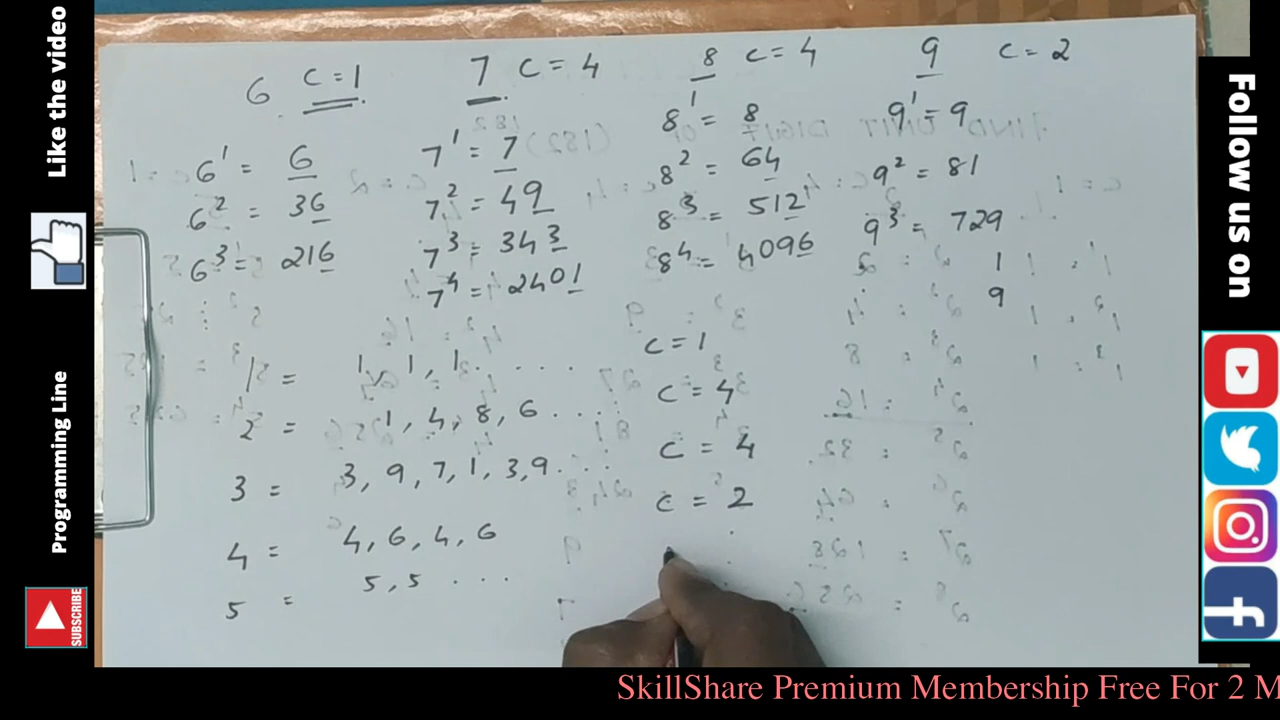 Like the video
Programming Line
SUBSCRIBE
6 C=1
6¹ = 6
6² = 36
6³ = 216
7 C = 4
7¹ = 7
7² = 49
7³ = 343
7⁴ = 2401
8 C = 4
8¹ = 8
8² = 64
8³ = 512
8⁴ = 4096
9 C = 2
9¹ = 9
9² = 81
9³ = 729
1
9
1 = 1, 1, 1 . . . . C=1
2 = 1, 4, 8, 6 . . . . C = 4
3 = 3, 9, 7, 1, 3, 9 . . . C = 4
4 = 4, 6, 4, 6 C = 2
5 = 5, 5 . . .
Follow us on
SkillShare Premium Membership Free For 2 M